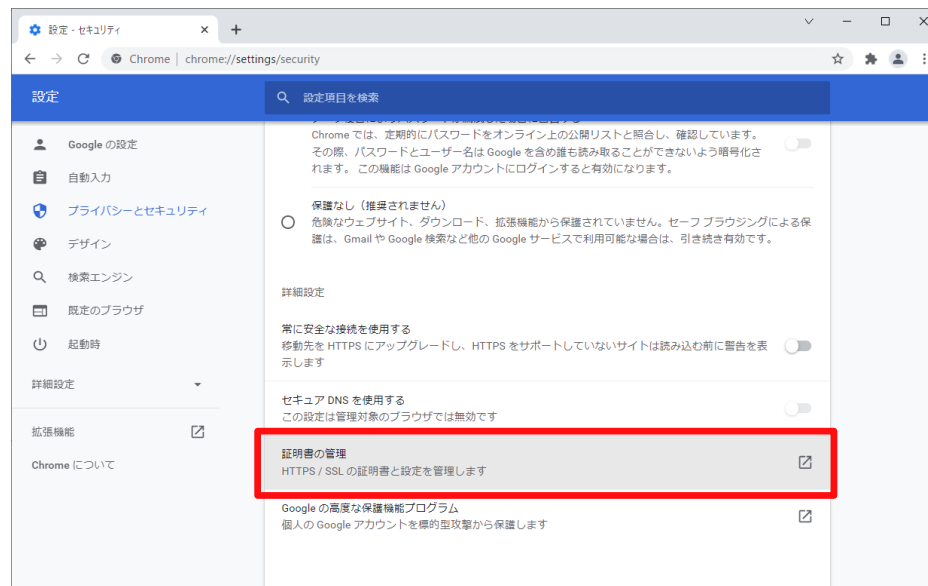 設定 - セキュリティ
Chrome | chrome://settings/security
設定
設定項目を検索
Google の設定
自動入力
プライバシーとセキュリティ
デザイン
検索エンジン
既定のブラウザ
起動時
詳細設定
拡張機能
Chrome について
Chrome では、定期的にパスワードをオンライン上の公開リストと照合し、確認しています。
その際、パスワードとユーザー名は Google を含め誰も読み取ることができないよう暗号化さ
れます。 この機能は Google アカウントにログインすると有効になります。
保護なし（推奨されません）
危険なウェブサイト、ダウンロード、拡張機能から保護されていません。セーフ ブラウジングによる保
護は、Gmail や Google 検索など他の Google サービスで利用可能な場合は、引き続き有効です。
詳細設定
常に安全な接続を使用する
移動先を HTTPS にアップグレードし、HTTPS をサポートしていないサイトは読み込む前に警告を表
示します
セキュア DNS を使用する
この設定は管理対象のブラウザでは無効です
証明書の管理
HTTPS / SSL の証明書と設定を管理します
Google の高度な保護機能プログラム
個人の Google アカウントを標的型攻撃から保護します